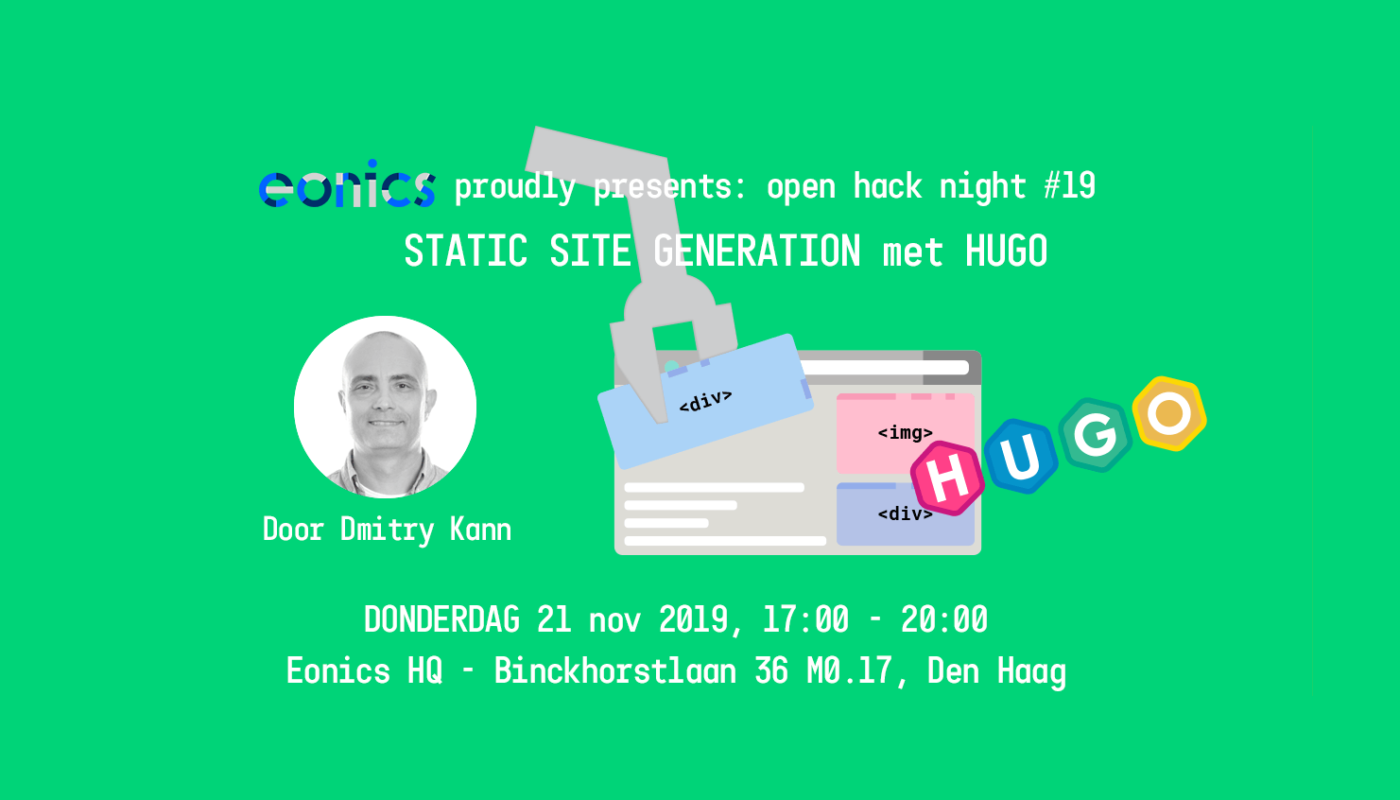 eonics proudly presents: open hack night #19
STATIC SITE GENERATION met HUGO
<div>
<img>
<div>
HUGO
Door Dmitry Kann
DONDERDAG 21 nov 2019, 17:00 - 20:00
Eonics HQ - Binckhorstlaan 36 M0.17, Den Haag